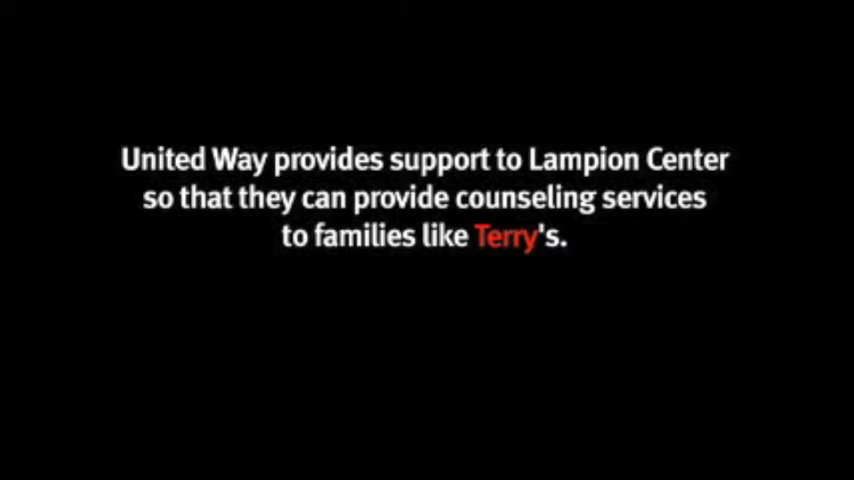 United Way provides support to Lampion Center
so that they can provide counseling services
to families like Terry's.